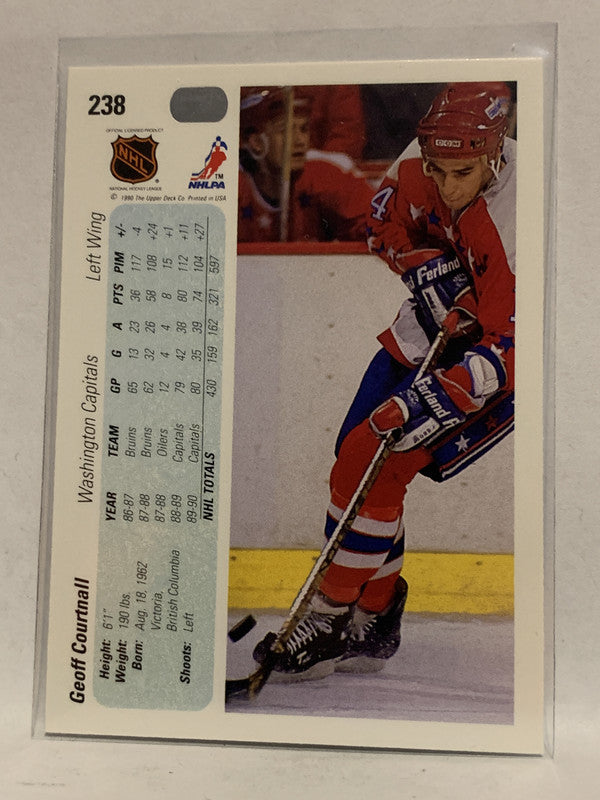 238
OFFICIAL LICENSED PRODUCT
NHL
NATIONAL HOCKEY LEAGUE
NHLPA
TM
© 1990 The Upper Deck Co. Printed in USA
Geoff Courtnall Washington Capitals Left Wing
Height: 6'1"
Weight: 190 lbs.
Born: Aug. 18, 1962
Victoria,
British Columbia
Shoots: Left
YEAR TEAM GP G A PTS PIM +/-
86-87 Bruins 65 13 23 36 117 -4
87-88 Bruins 62 32 26 58 108 +24
87-88 Oilers 12 4 4 8 15 +1
88-89 Capitals 79 42 38 80 112 +11
89-90 Capitals 80 35 39 74 104 +27
NHL TOTALS 430 159 162 321 597
CCM
4
Ferland
Ferland